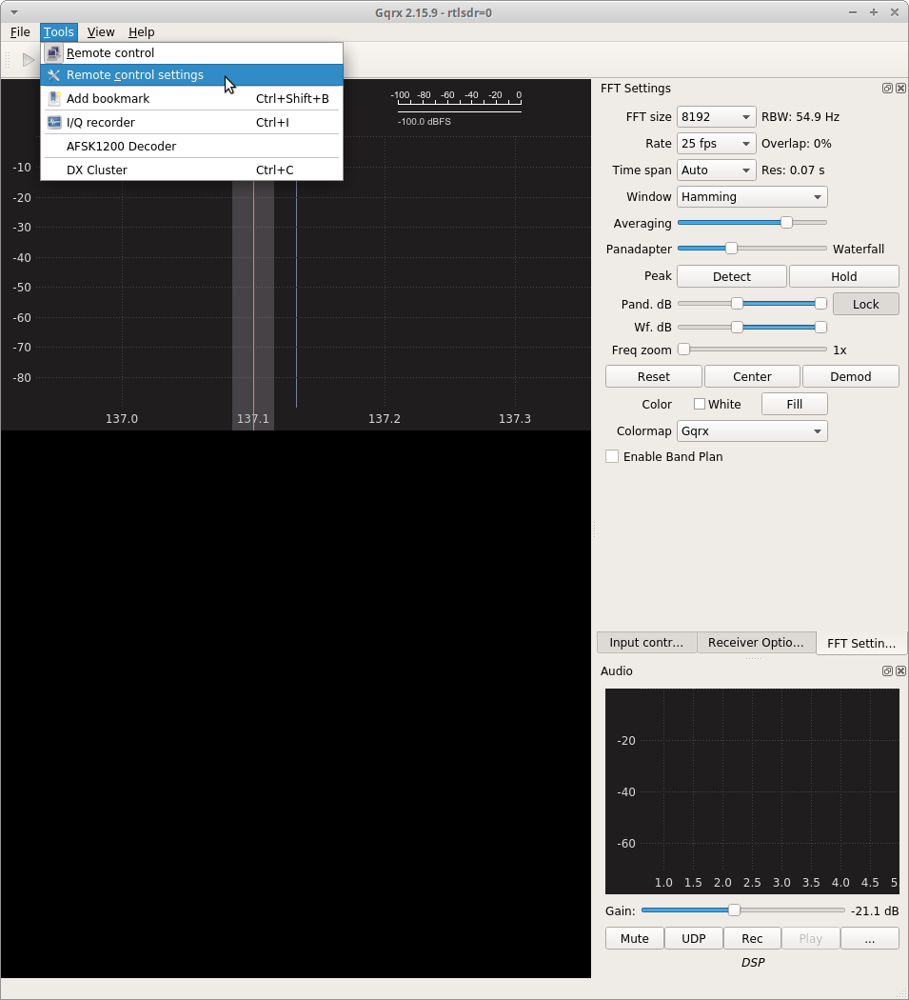 Gqrx 2.15.9 - rtlsdr=0
File Tools View Help
Remote control
Remote control settings
Add bookmark Ctrl+Shift+B
I/Q recorder Ctrl+I
AFSK1200 Decoder
DX Cluster Ctrl+C
-100 -80 -60 -40 -20 0
-100.0 dBFS
-10
-20
-30
-40
-50
-60
-70
-80
137.0 137.1 137.2 137.3
FFT Settings
FFT size 8192 RBW: 54.9 Hz
Rate 25 fps Overlap: 0%
Time span Auto Res: 0.07 s
Window Hamming
Averaging
Panadapter Waterfall
Peak Detect Hold
Pand. dB Lock
Wf. dB
Freq zoom 1x
Reset Center Demod
Color White Fill
Colormap Gqrx
Enable Band Plan
Input contr... Receiver Optio... FFT Settin...
Audio
-20
-40
-60
1.0 1.5 2.0 2.5 3.0 3.5 4.0 4.5 5.
Gain: -21.1 dB
Mute UDP Rec Play ...
DSP